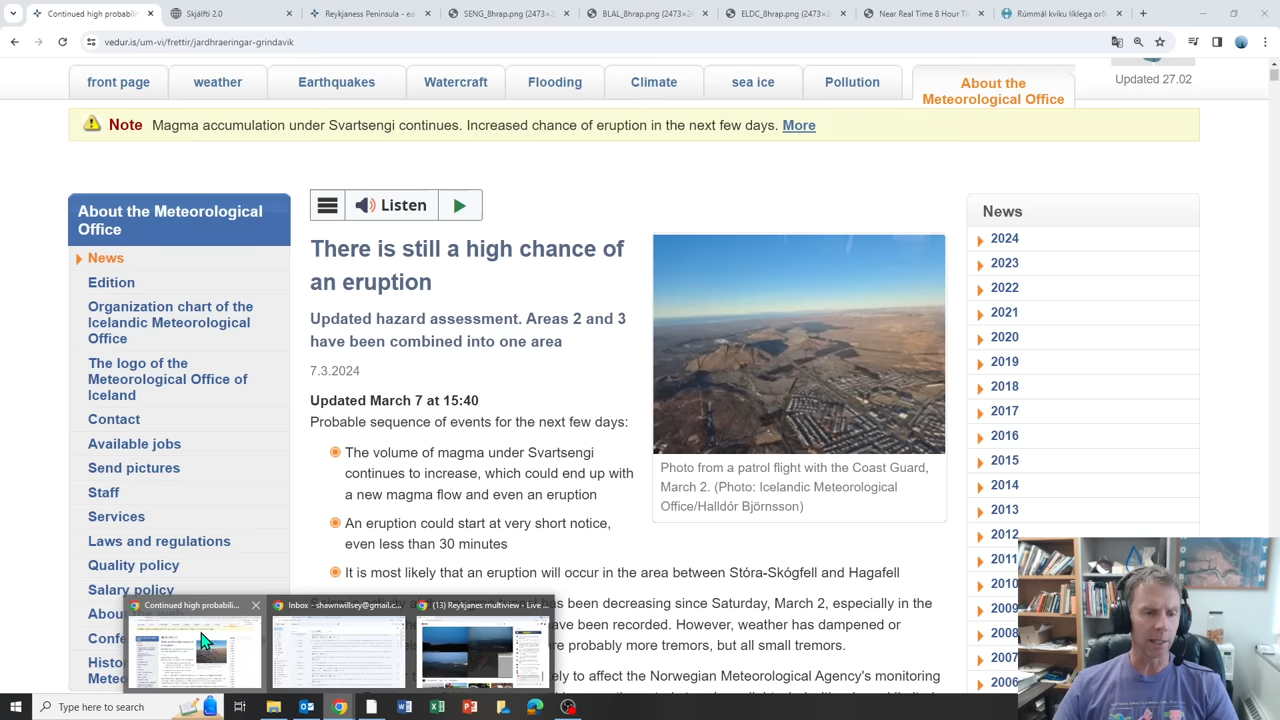 Continued high probabiliti
Skjálfti 2.0
Reykjaness Peninsula - ea
GNG_8hrap.png (2473×2
BLAL_8hrap.png (2473×24
ELDC_8hrap.png (2473×2
Near Real Time 8 Hour Ti
Rúmmál kviku líklega orð
vedur.is/um-vi/frettir/jardhraeringar-grindavik
front page
weather
Earthquakes
Watercraft
Flooding
Climate
sea ice
Pollution
About the
Meteorological Office
Updated 27.02
Note Magma accumulation under Svartsengi continues. Increased chance of eruption in the next few days. More
About the Meteorological
Office
News
Edition
Organization chart of the
Icelandic Meteorological
Office
The logo of the
Meteorological Office of
Iceland
Contact
Available jobs
Send pictures
Staff
Services
Laws and regulations
Quality policy
Salary policy
Listen
There is still a high chance of
an eruption
Updated hazard assessment. Areas 2 and 3
have been combined into one area
7.3.2024
Updated March 7 at 15:40
Probable sequence of events for the next few days:
The volume of magma under Svartsengi
continues to increase, which could end up with
a new magma flow and even an eruption
An eruption could start at very short notice,
even less than 30 minutes
It is most likely that an eruption will occur in the area between Stóra-Skógfell and Hagafell
has been decreasing since Saturday, March 2, especially in the
have been recorded. However, weather has dampened or
probably more tremors, but all small tremors.
to affect the Norwegian Meteorological Agency's monitoring
Photo from a patrol flight with the Coast Guard,
March 2. (Photo: Icelandic Meteorological
Office/Halldór Björnsson)
News
2024
2023
2022
2021
2020
2019
2018
2017
2016
2015
2014
2013
2012
2011
2010
2009
2008
2007
2006
Continued high probabili...
Inbox - shawnwillsey@gmail.c...
(13) Reykjanes multiview - Live ...
Type here to search